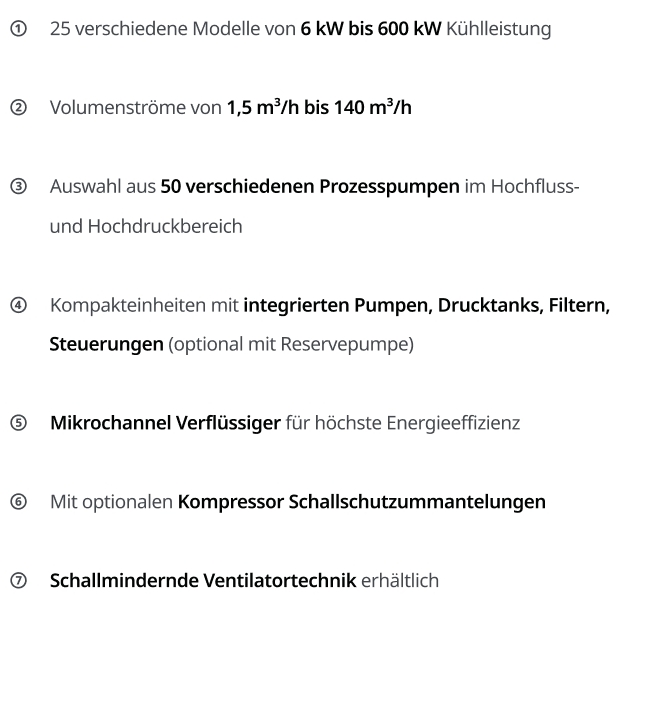 ① 25 verschiedene Modelle von 6 kW bis 600 kW Kühlleistung
② Volumenströme von 1,5 m³/h bis 140 m³/h
③ Auswahl aus 50 verschiedenen Prozesspumpen im Hochfluss-
und Hochdruckbereich
④ Kompakteinheiten mit integrierten Pumpen, Drucktanks, Filtern,
Steuerungen (optional mit Reservepumpe)
⑤ Mikrochannel Verflüssiger für höchste Energieeffizienz
⑥ Mit optionalen Kompressor Schallschutzummantelungen
⑦ Schallmindernde Ventilatortechnik erhältlich